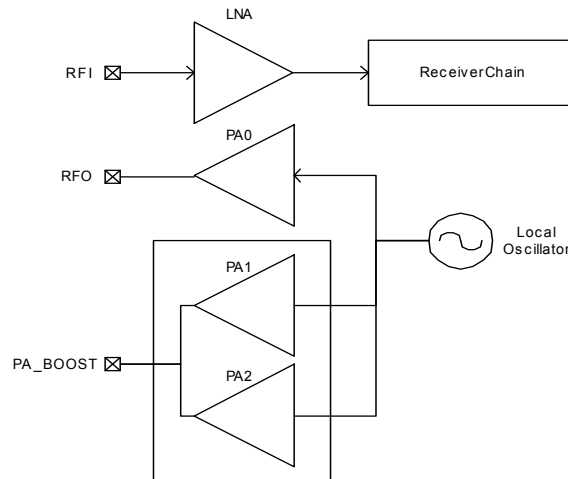 LNA
RFI
ReceiverChain
PA0
RFO
Local
Oscillator
PA1
PA_BOOST
PA2